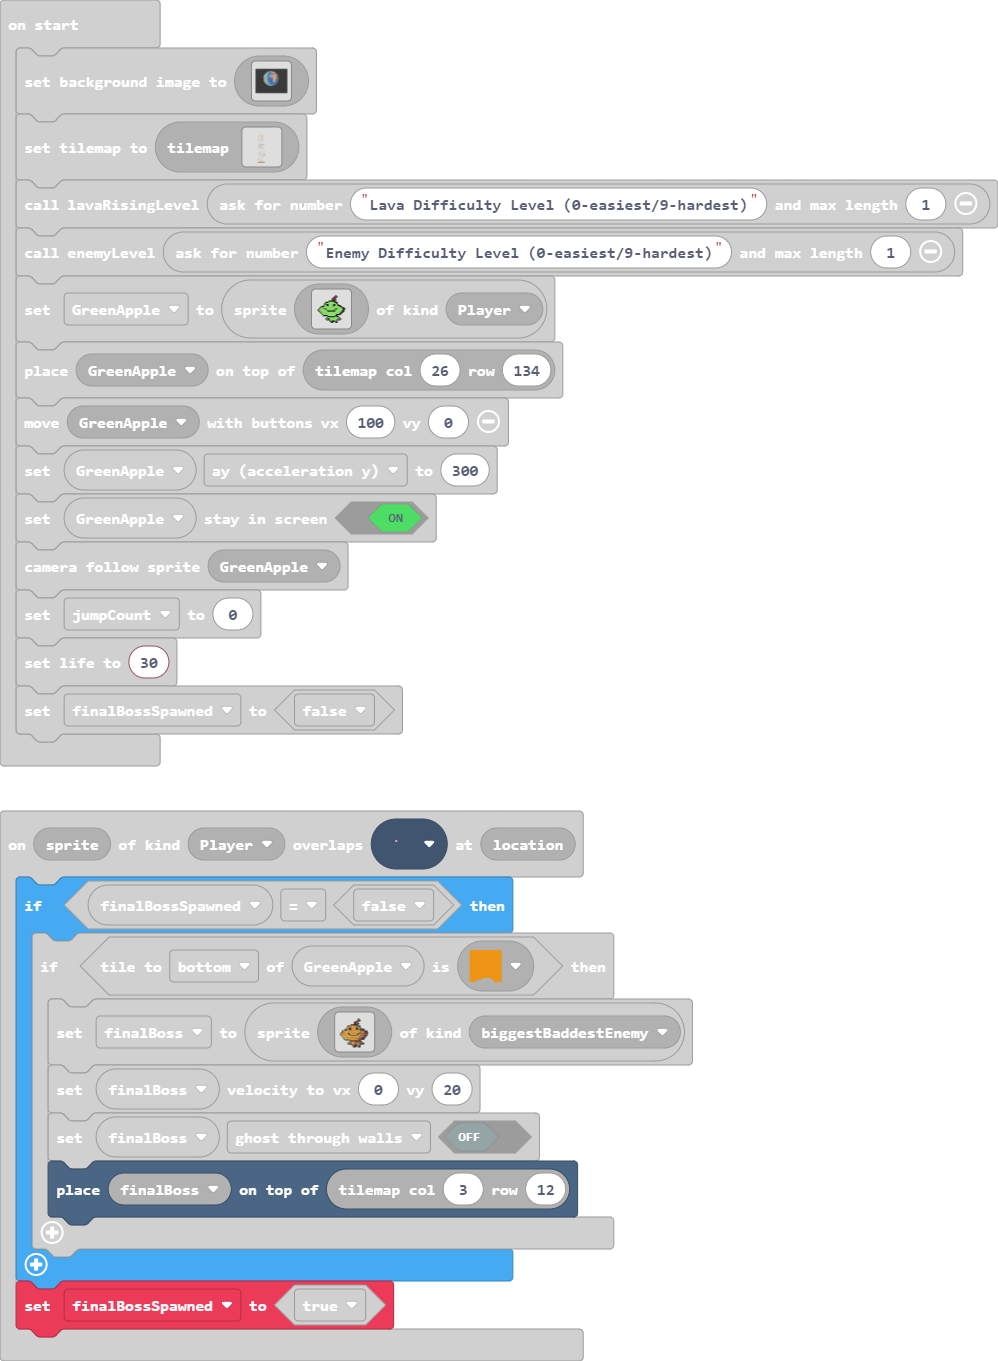 on start
set background image to
set tilemap to tilemap
call lavaRisingLevel ask for number "Lava Difficulty Level (0-easiest/9-hardest)" and max length 1
call enemyLevel ask for number "Enemy Difficulty Level (0-easiest/9-hardest)" and max length 1
set GreenApple to sprite of kind Player
place GreenApple on top of tilemap col 26 row 134
move GreenApple with buttons vx 100 vy 0
set GreenApple ay (acceleration y) to 300
set GreenApple stay in screen ON
camera follow sprite GreenApple
set jumpCount to 0
set life to 30
set finalBossSpawned to false
on sprite of kind Player overlaps at location
if finalBossSpawned = false then
if tile to bottom of GreenApple is then
set finalBoss to sprite of kind biggestBaddestEnemy
set finalBoss velocity to vx 0 vy 20
set finalBoss ghost through walls OFF
place finalBoss on top of tilemap col 3 row 12
set finalBossSpawned to true